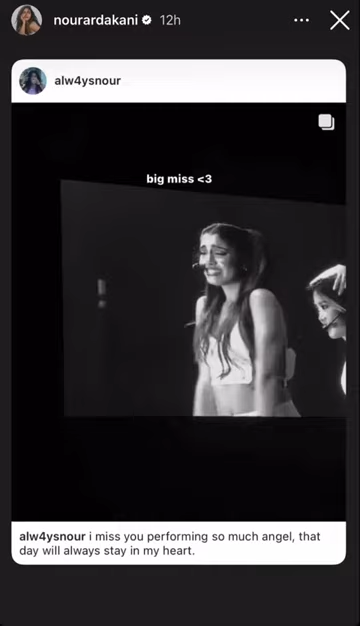 nourardakani 12h
alw4ysnour
big miss <3
alw4ysnour i miss you performing so much angel, that
day will always stay in my heart.